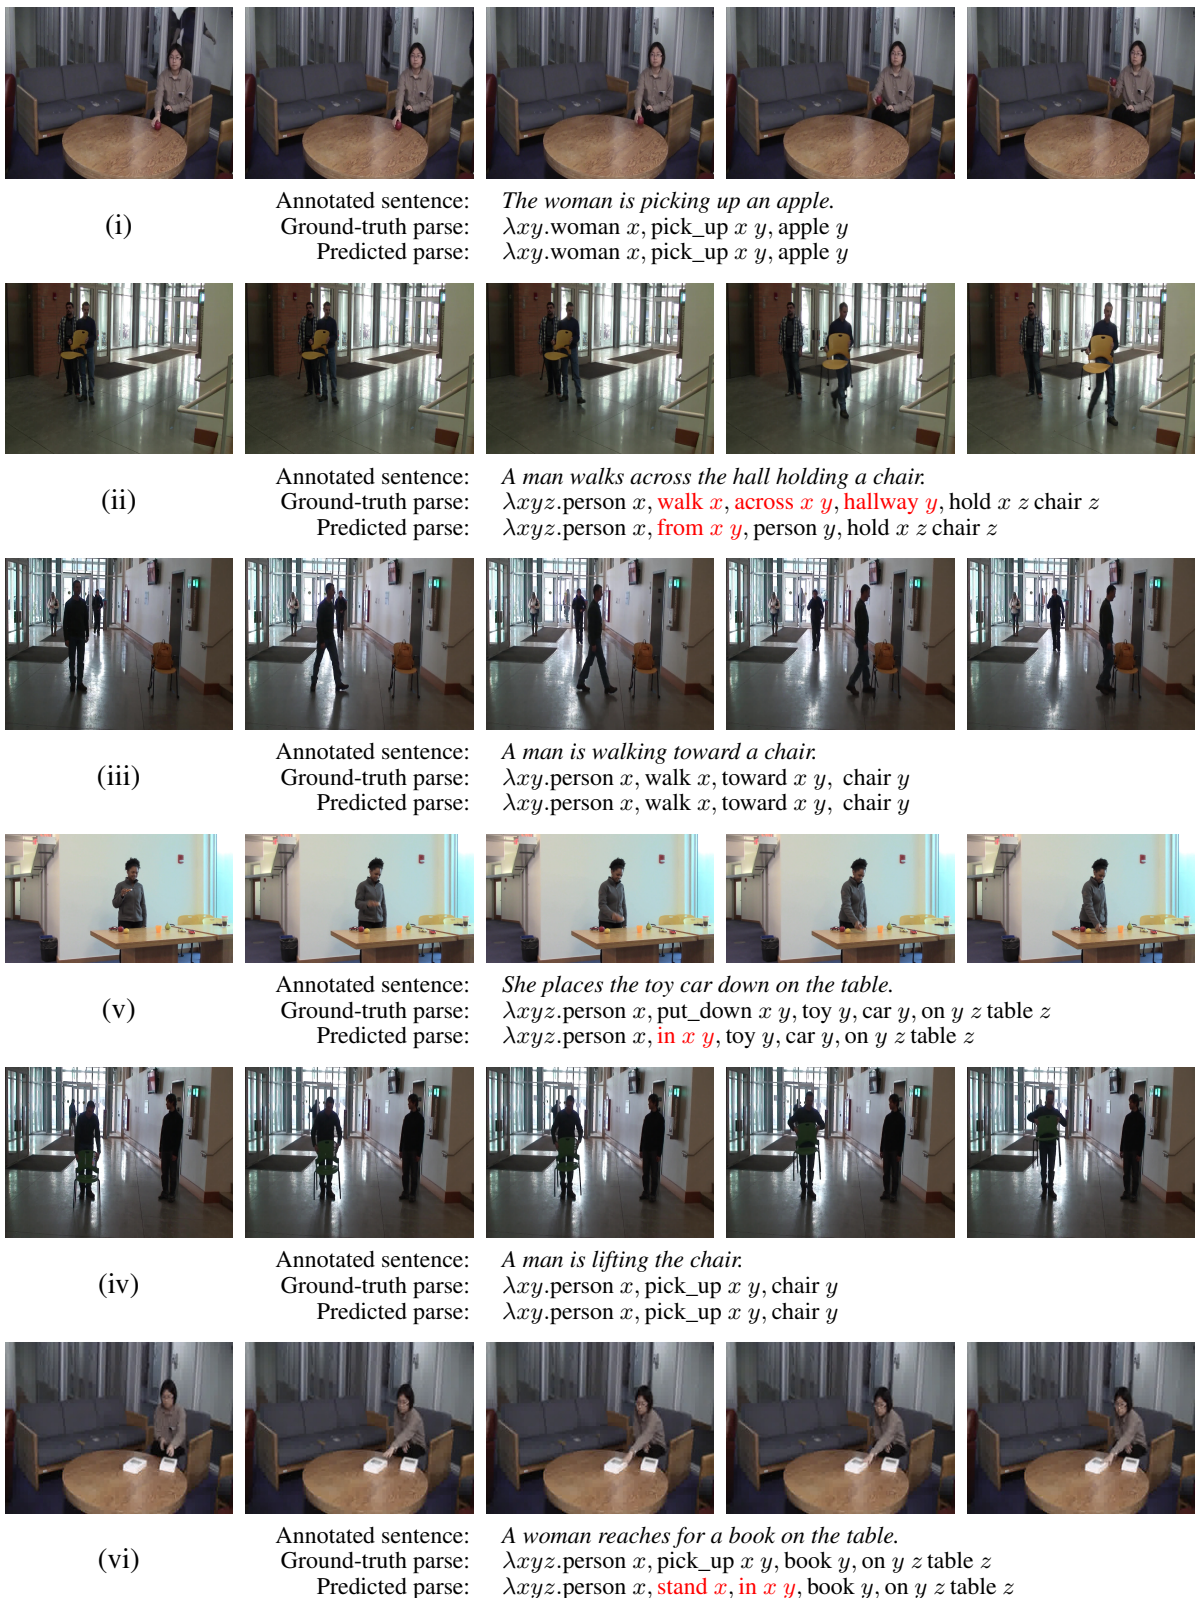 Annotated sentence: The woman is picking up an apple.
(i) Ground-truth parse: λxy.woman x, pick_up x y, apple y
Predicted parse: λxy.woman x, pick_up x y, apple y
Annotated sentence: A man walks across the hall holding a chair.
(ii) Ground-truth parse: λxyz.person x, walk x, across x y, hallway y, hold x z chair z
Predicted parse: λxyz.person x, from x y, person y, hold x z chair z
Annotated sentence: A man is walking toward a chair.
(iii) Ground-truth parse: λxy.person x, walk x, toward x y, chair y
Predicted parse: λxy.person x, walk x, toward x y, chair y
Annotated sentence: She places the toy car down on the table.
(v) Ground-truth parse: λxyz.person x, put_down x y, toy y, car y, on y z table z
Predicted parse: λxyz.person x, in x y, toy y, car y, on y z table z
Annotated sentence: A man is lifting the chair.
(iv) Ground-truth parse: λxy.person x, pick_up x y, chair y
Predicted parse: λxy.person x, pick_up x y, chair y
Annotated sentence: A woman reaches for a book on the table.
(vi) Ground-truth parse: λxyz.person x, pick_up x y, book y, on y z table z
Predicted parse: λxyz.person x, stand x, in x y, book y, on y z table z